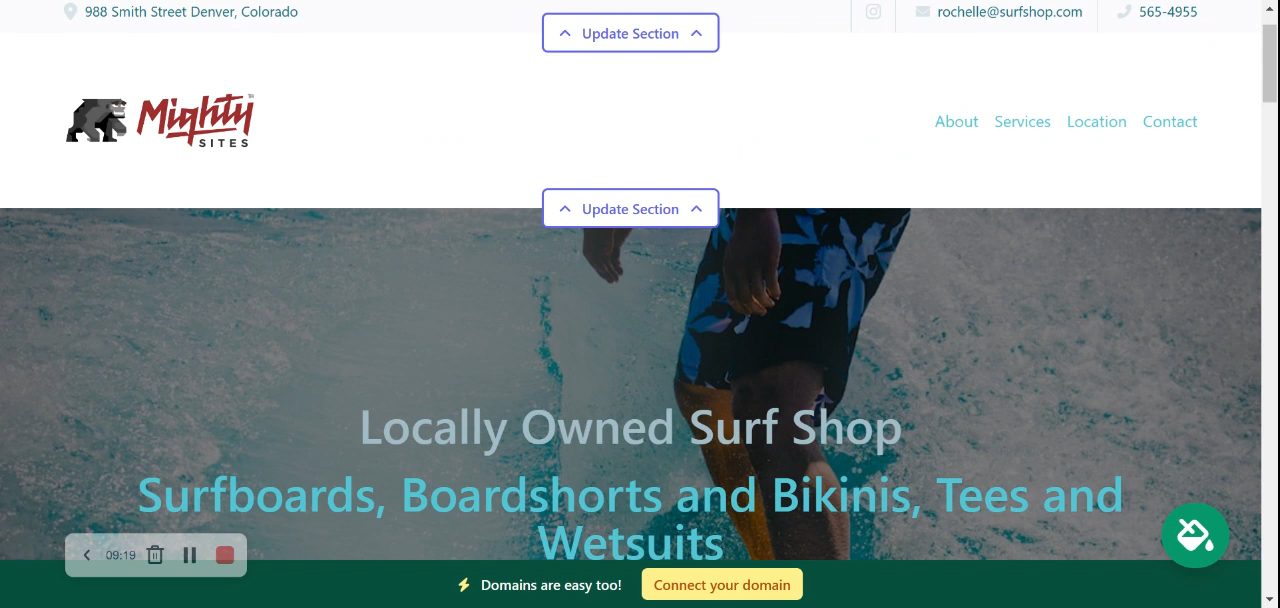 988 Smith Street Denver, Colorado
rochelle@surfshop.com
565-4955
Update Section
Mighty
TM
SITES
About
Services
Location
Contact
Update Section
Locally Owned Surf Shop
Surfboards, Boardshorts and Bikinis, Tees and
Wetsuits
09:19
Domains are easy too!
Connect your domain